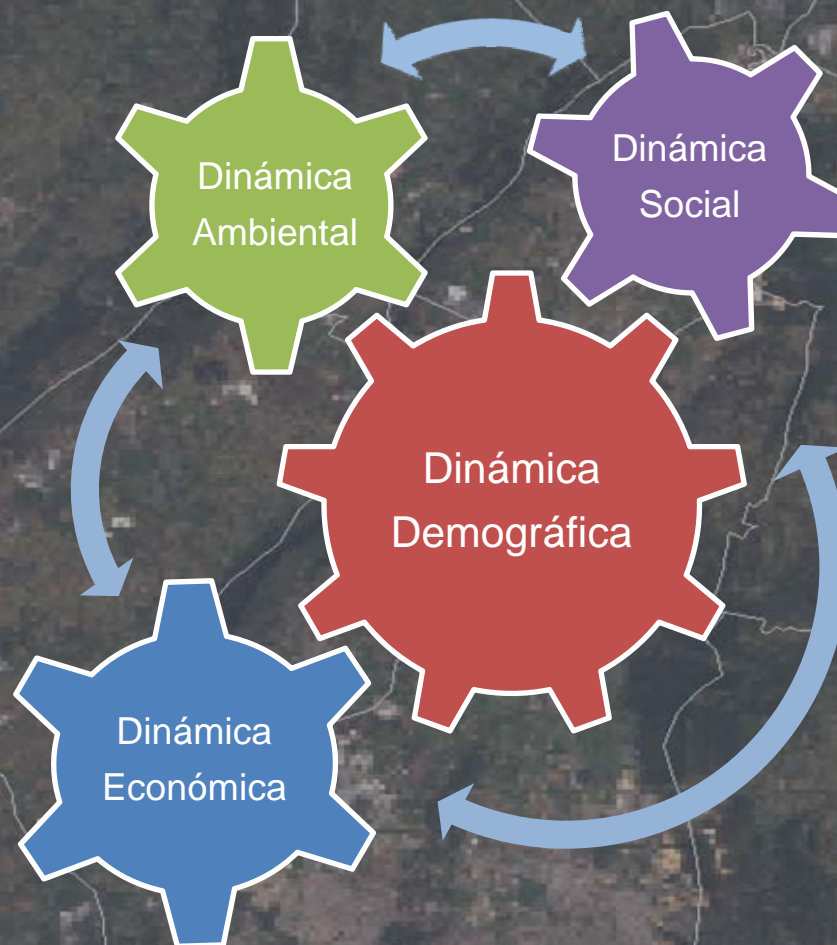 Dinámica
Ambiental
Dinámica
Social
Dinámica
Demográfica
Dinámica
Económica